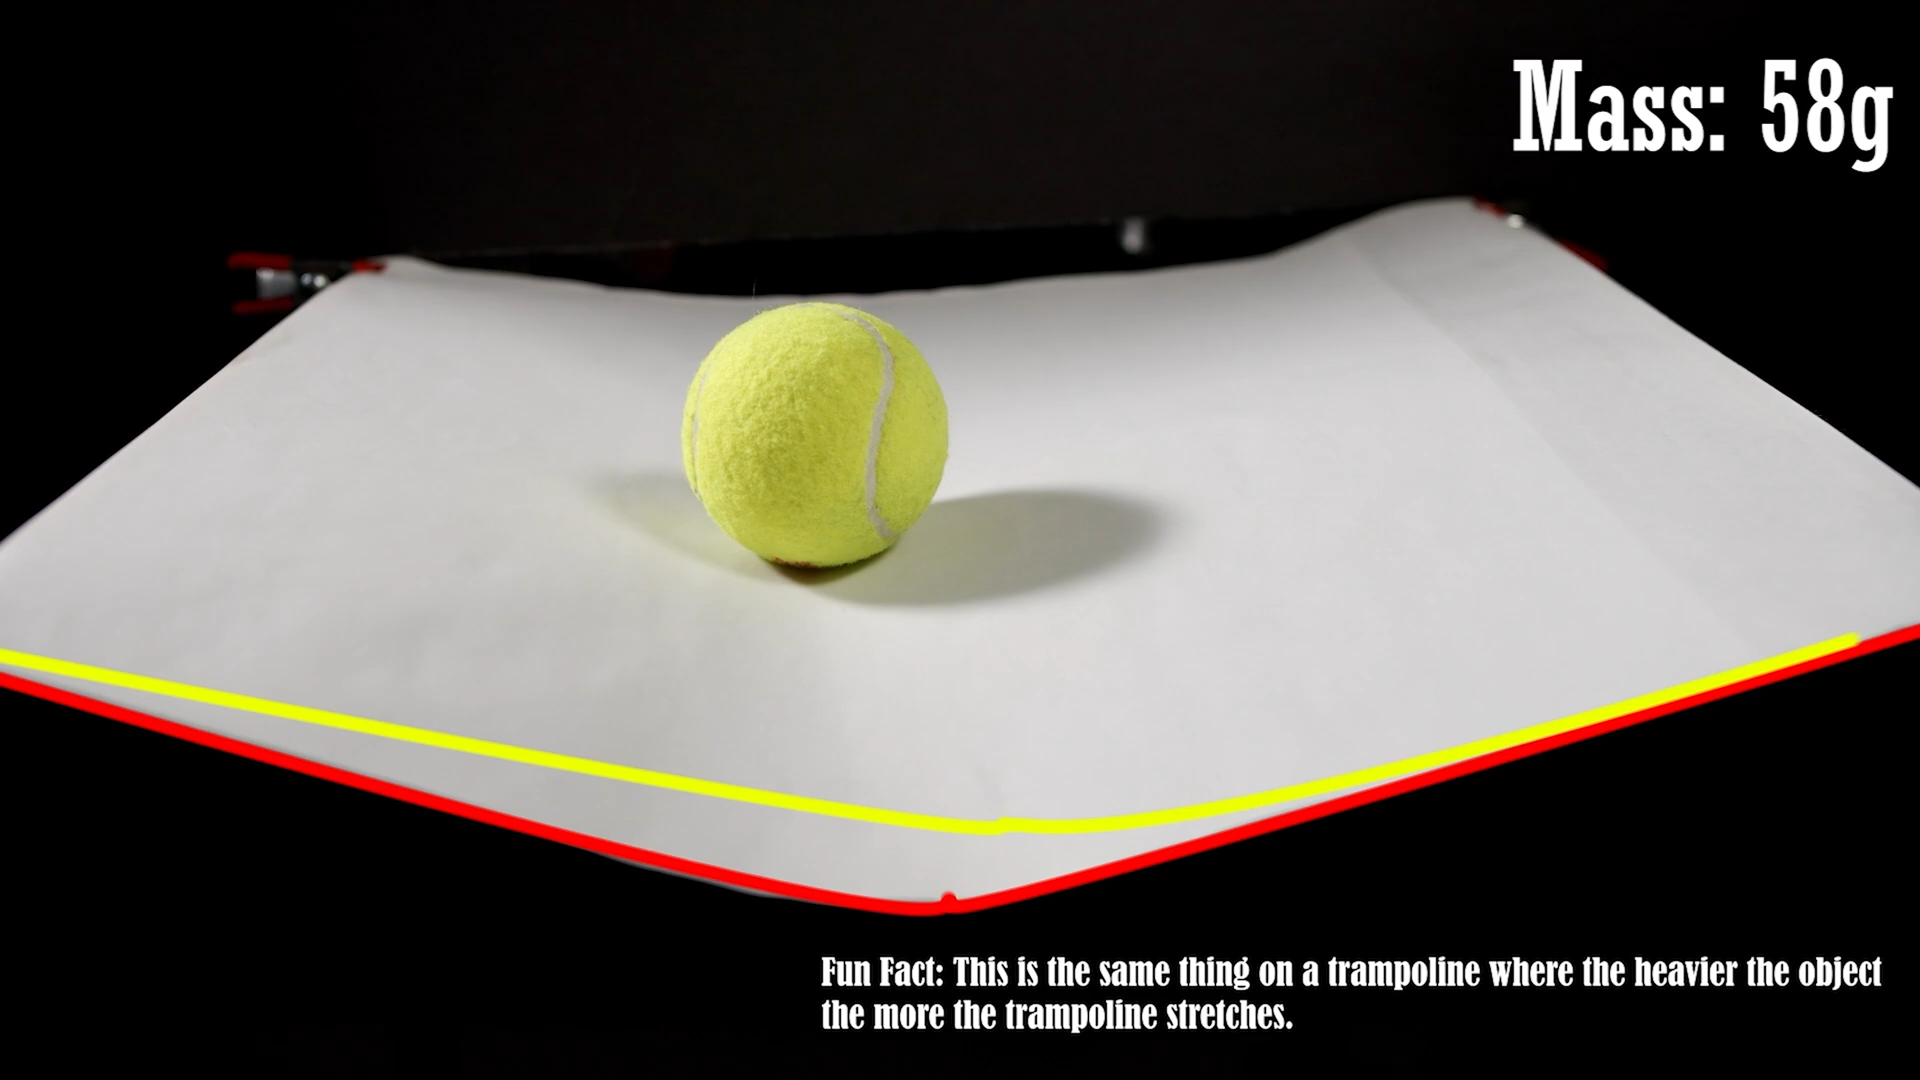 Mass: 58g
Fun Fact: This is the same thing on a trampoline where the heavier the object
the more the trampoline stretches.